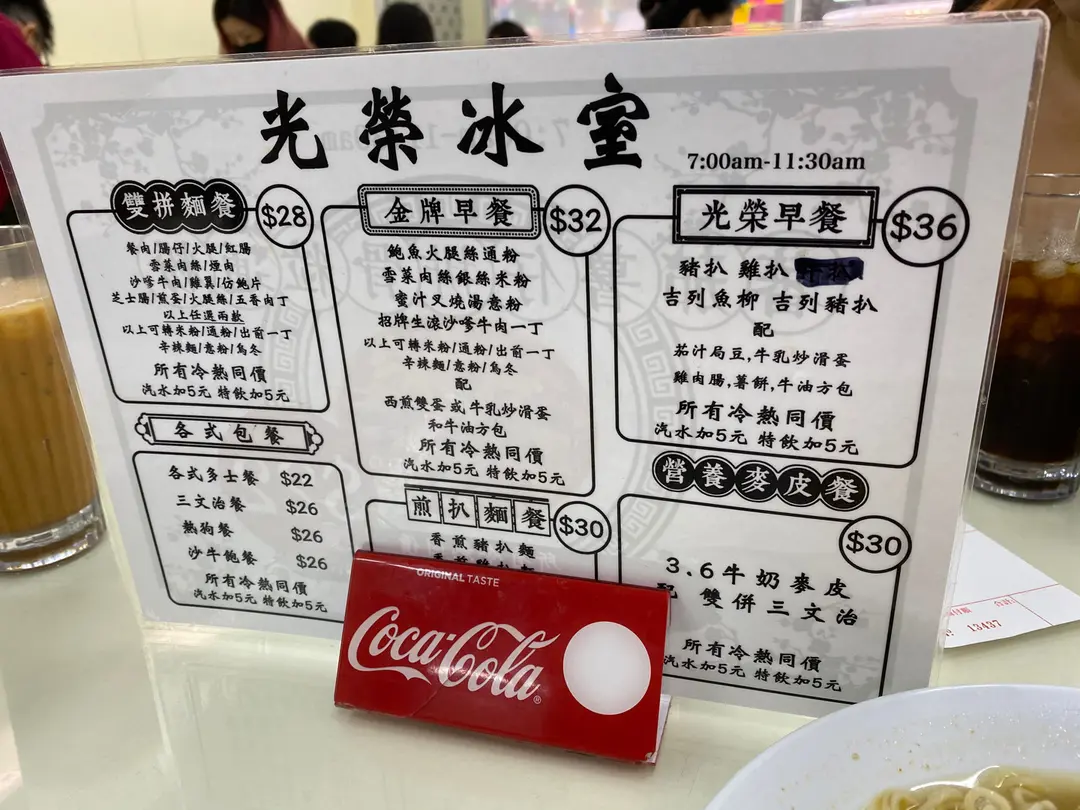 光榮冰室
7:00am-11:30am
雙拼麵餐 $28
餐肉/腸仔/火腿/紅腸
雪菜肉絲/煙肉
沙嗲牛肉/雞翼/仿鮑片
芝士腸/煎蛋/火腿絲/五香肉丁
以上任選兩款
以上可轉米粉/通粉/出前一丁
辛辣麵/意粉/烏冬
所有冷熱同價
汽水加5元 特飲加5元
各式包餐
各式多士餐 $22
三文治餐 $26
熱狗餐 $26
沙牛飽餐 $26
所有冷熱同價
汽水加5元 特飲加5元
金牌早餐 $32
鮑魚火腿絲通粉
雪菜肉絲銀絲米粉
蜜汁叉燒湯意粉
招牌生滾沙嗲牛肉一丁
以上可轉米粉/通粉/出前一丁
辛辣麵/意粉/烏冬
配
西煎雙蛋或牛乳炒滑蛋
和牛油方包
所有冷熱同價
汽水加5元 特飲加5元
煎扒麵餐 $30
香煎豬扒麵
光榮早餐 $36
豬扒 雞扒
吉列魚柳 吉列豬扒
配
茄汁局豆,牛乳炒滑蛋
雞肉腸,薯餅,牛油方包
所有冷熱同價
汽水加5元 特飲加5元
營養麥皮餐
$30
3.6牛奶麥皮
配 雙併三文治
所有冷熱同價
汽水加5元 特飲加5元
ORIGINAL TASTE
Coca-Cola
13437